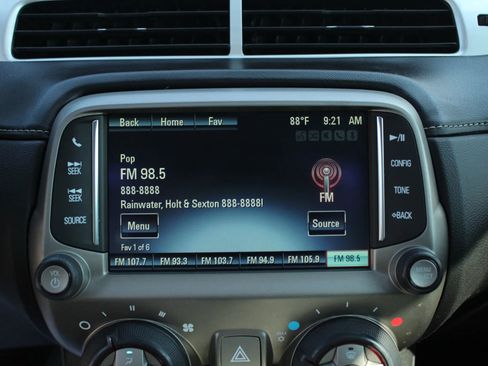 Back Home Fav 88°F 9:21 AM
Pop
FM 98.5
888-8888
Rainwater, Holt & Sexton 888-8888!
FM
Menu Source
Fav 1 of 6
FM 107.7 FM 93.3 FM 103.7 FM 94.9 FM 105.9 FM 98.5
SEEK
SEEK
SOURCE
CONFIG
TONE
BACK
VOL
MENU